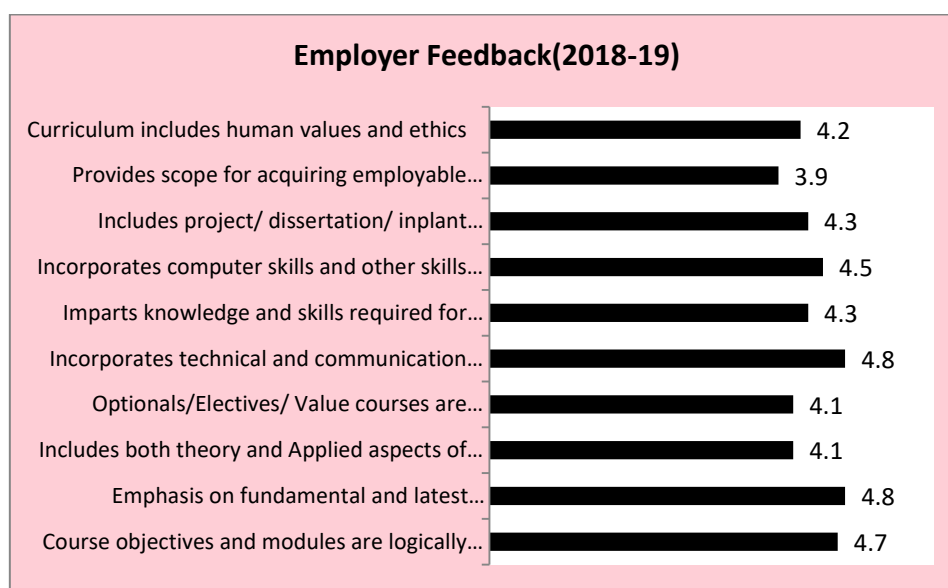 Employer Feedback(2018-19)
Curriculum includes human values and ethics 4.2
Provides scope for acquiring employable... 3.9
Includes project/ dissertation/ inplant... 4.3
Incorporates computer skills and other skills... 4.5
Imparts knowledge and skills required for... 4.3
Incorporates technical and communication... 4.8
Optionals/Electives/ Value courses are... 4.1
Includes both theory and Applied aspects of... 4.1
Emphasis on fundamental and latest... 4.8
Course objectives and modules are logically... 4.7